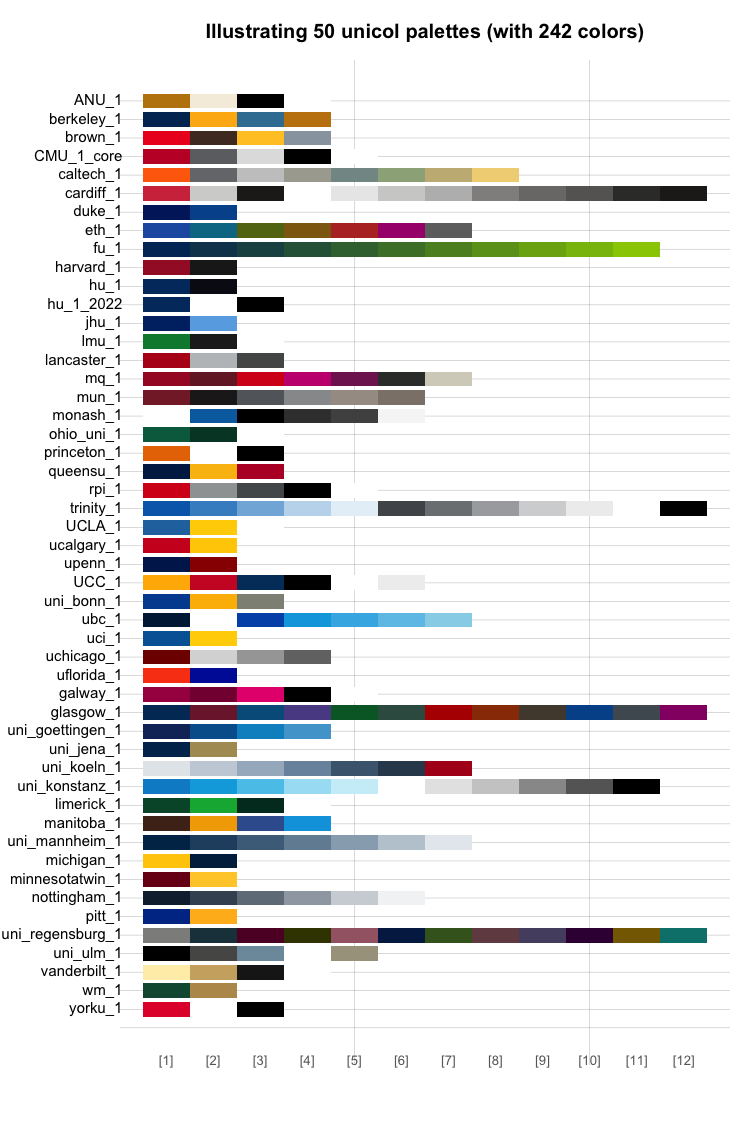 Illustrating 50 unicol palettes (with 242 colors)
ANU_1
berkeley_1
brown_1
CMU_1_core
caltech_1
cardiff_1
duke_1
eth_1
fu_1
harvard_1
hu_1
hu_1_2022
jhu_1
lmu_1
lancaster_1
mq_1
mun_1
monash_1
ohio_uni_1
princeton_1
queensu_1
rpi_1
trinity_1
UCLA_1
ucalgary_1
upenn_1
UCC_1
uni_bonn_1
ubc_1
uci_1
uchicago_1
uflorida_1
galway_1
glasgow_1
uni_goettingen_1
uni_jena_1
uni_koeln_1
uni_konstanz_1
limerick_1
manitoba_1
uni_mannheim_1
michigan_1
minnesotatwin_1
nottingham_1
pitt_1
uni_regensburg_1
uni_ulm_1
vanderbilt_1
wm_1
yorku_1
[1] [2] [3] [4] [5] [6] [7] [8] [9] [10] [11] [12]